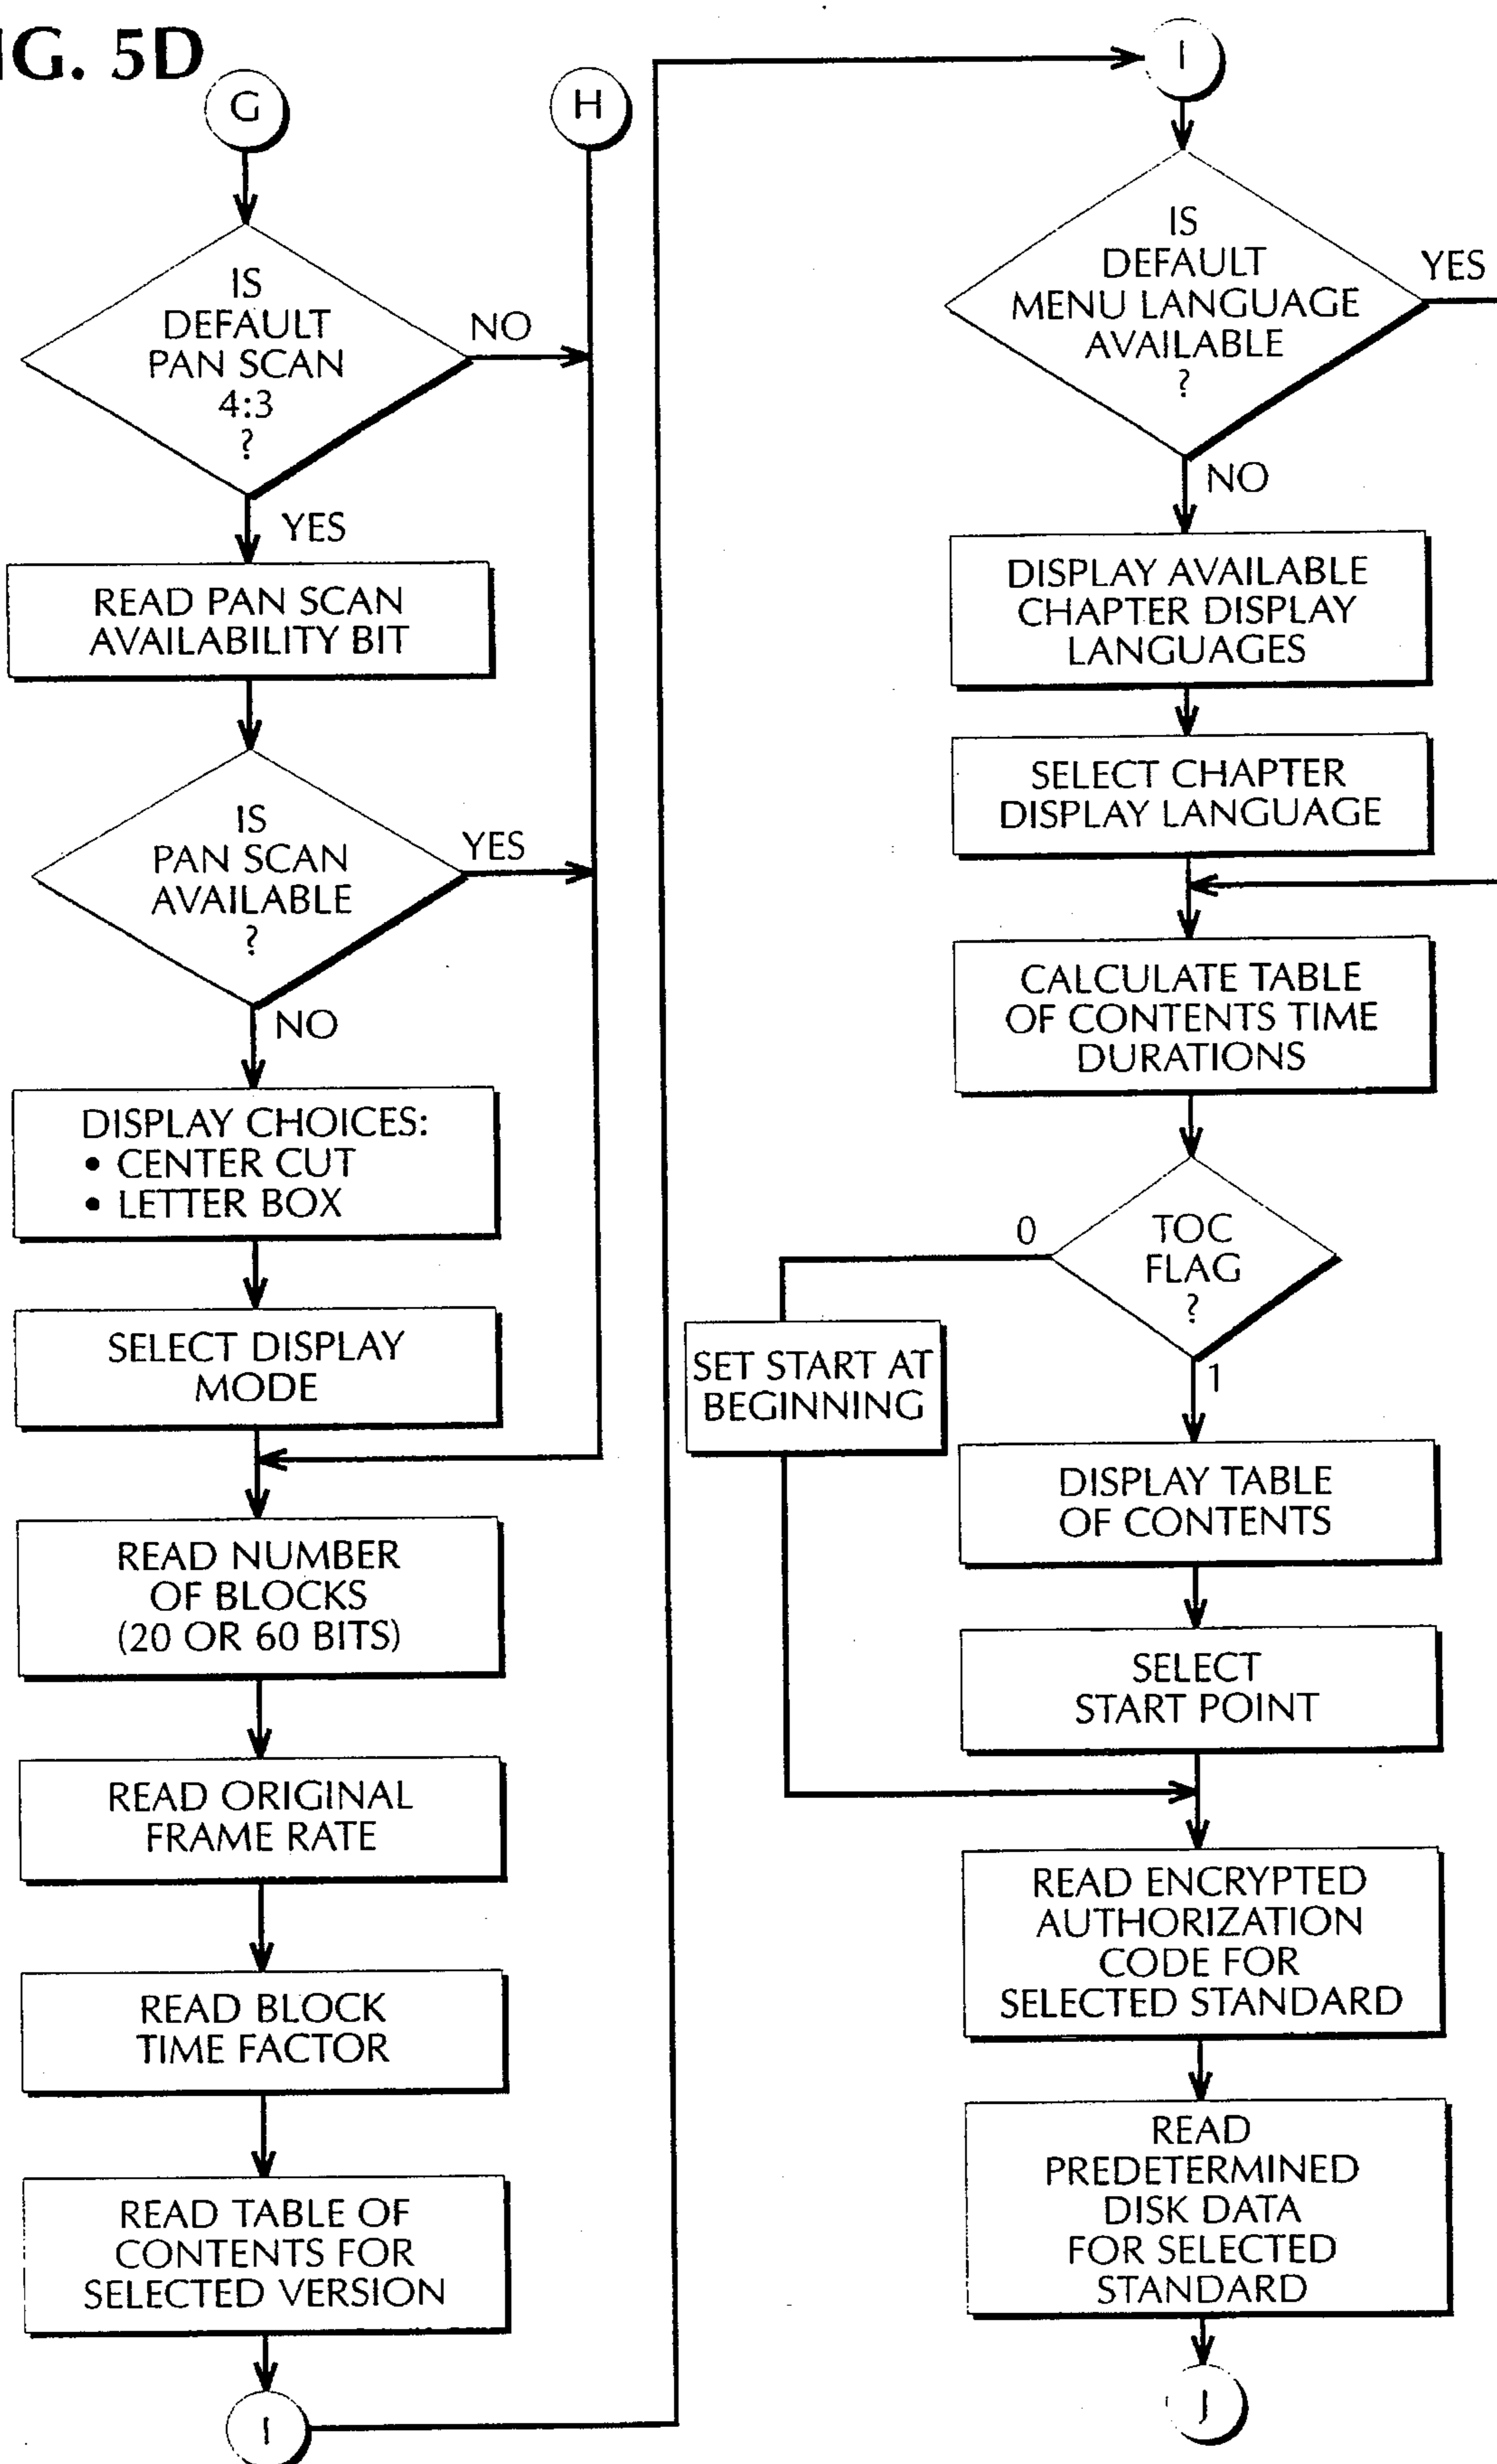 IG. 5D
G
H
IS
DEFAULT
PAN SCAN
4:3
?
NO
YES
READ PAN SCAN
AVAILABILITY BIT
IS
PAN SCAN
AVAILABLE
?
YES
NO
DISPLAY CHOICES:
• CENTER CUT
• LETTER BOX
SELECT DISPLAY
MODE
READ NUMBER
OF BLOCKS
(20 OR 60 BITS)
READ ORIGINAL
FRAME RATE
READ BLOCK
TIME FACTOR
READ TABLE OF
CONTENTS FOR
SELECTED VERSION
I
I
IS
DEFAULT
MENU LANGUAGE
AVAILABLE
?
YES
NO
DISPLAY AVAILABLE
CHAPTER DISPLAY
LANGUAGES
SELECT CHAPTER
DISPLAY LANGUAGE
CALCULATE TABLE
OF CONTENTS TIME
DURATIONS
TOC
FLAG
?
0
1
SET START AT
BEGINNING
DISPLAY TABLE
OF CONTENTS
SELECT
START POINT
READ ENCRYPTED
AUTHORIZATION
CODE FOR
SELECTED STANDARD
READ
PREDETERMINED
DISK DATA
FOR SELECTED
STANDARD
J